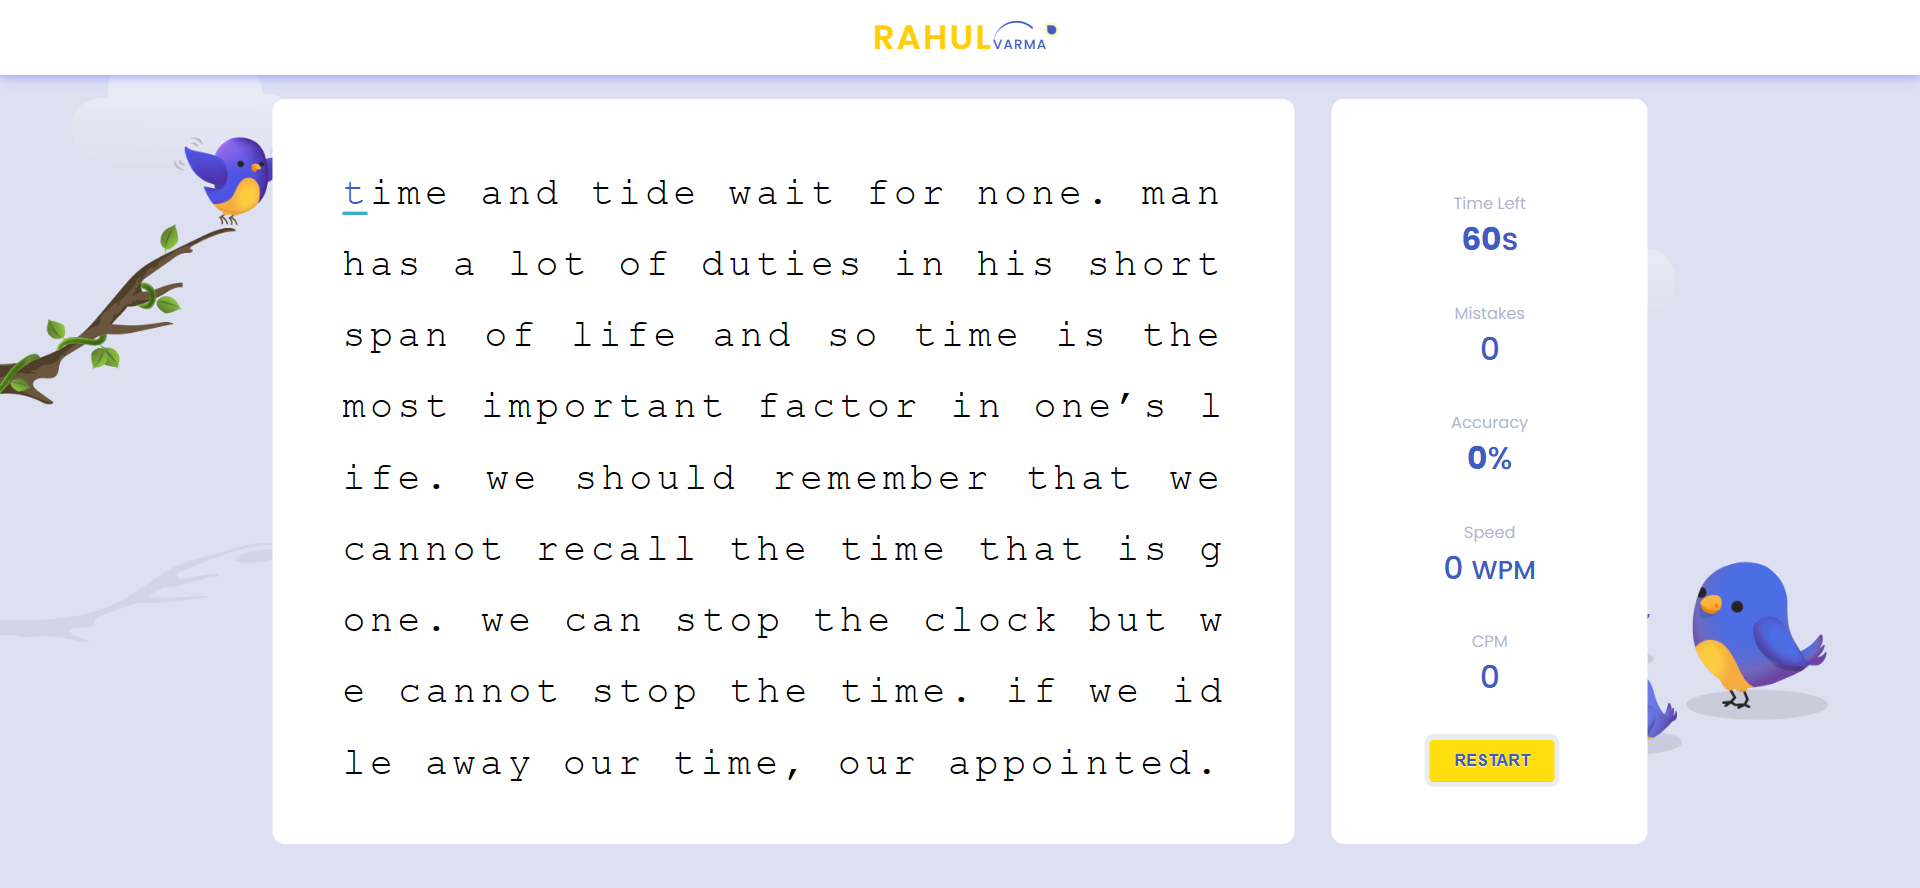 RAHUL VARMA
time and tide wait for none. man
has a lot of duties in his short
span of life and so time is the
most important factor in one’s l
ife. we should remember that we
cannot recall the time that is g
one. we can stop the clock but w
e cannot stop the time. if we id
le away our time, our appointed.
Time Left
60s
Mistakes
0
Accuracy
0%
Speed
0 WPM
CPM
0
RESTART